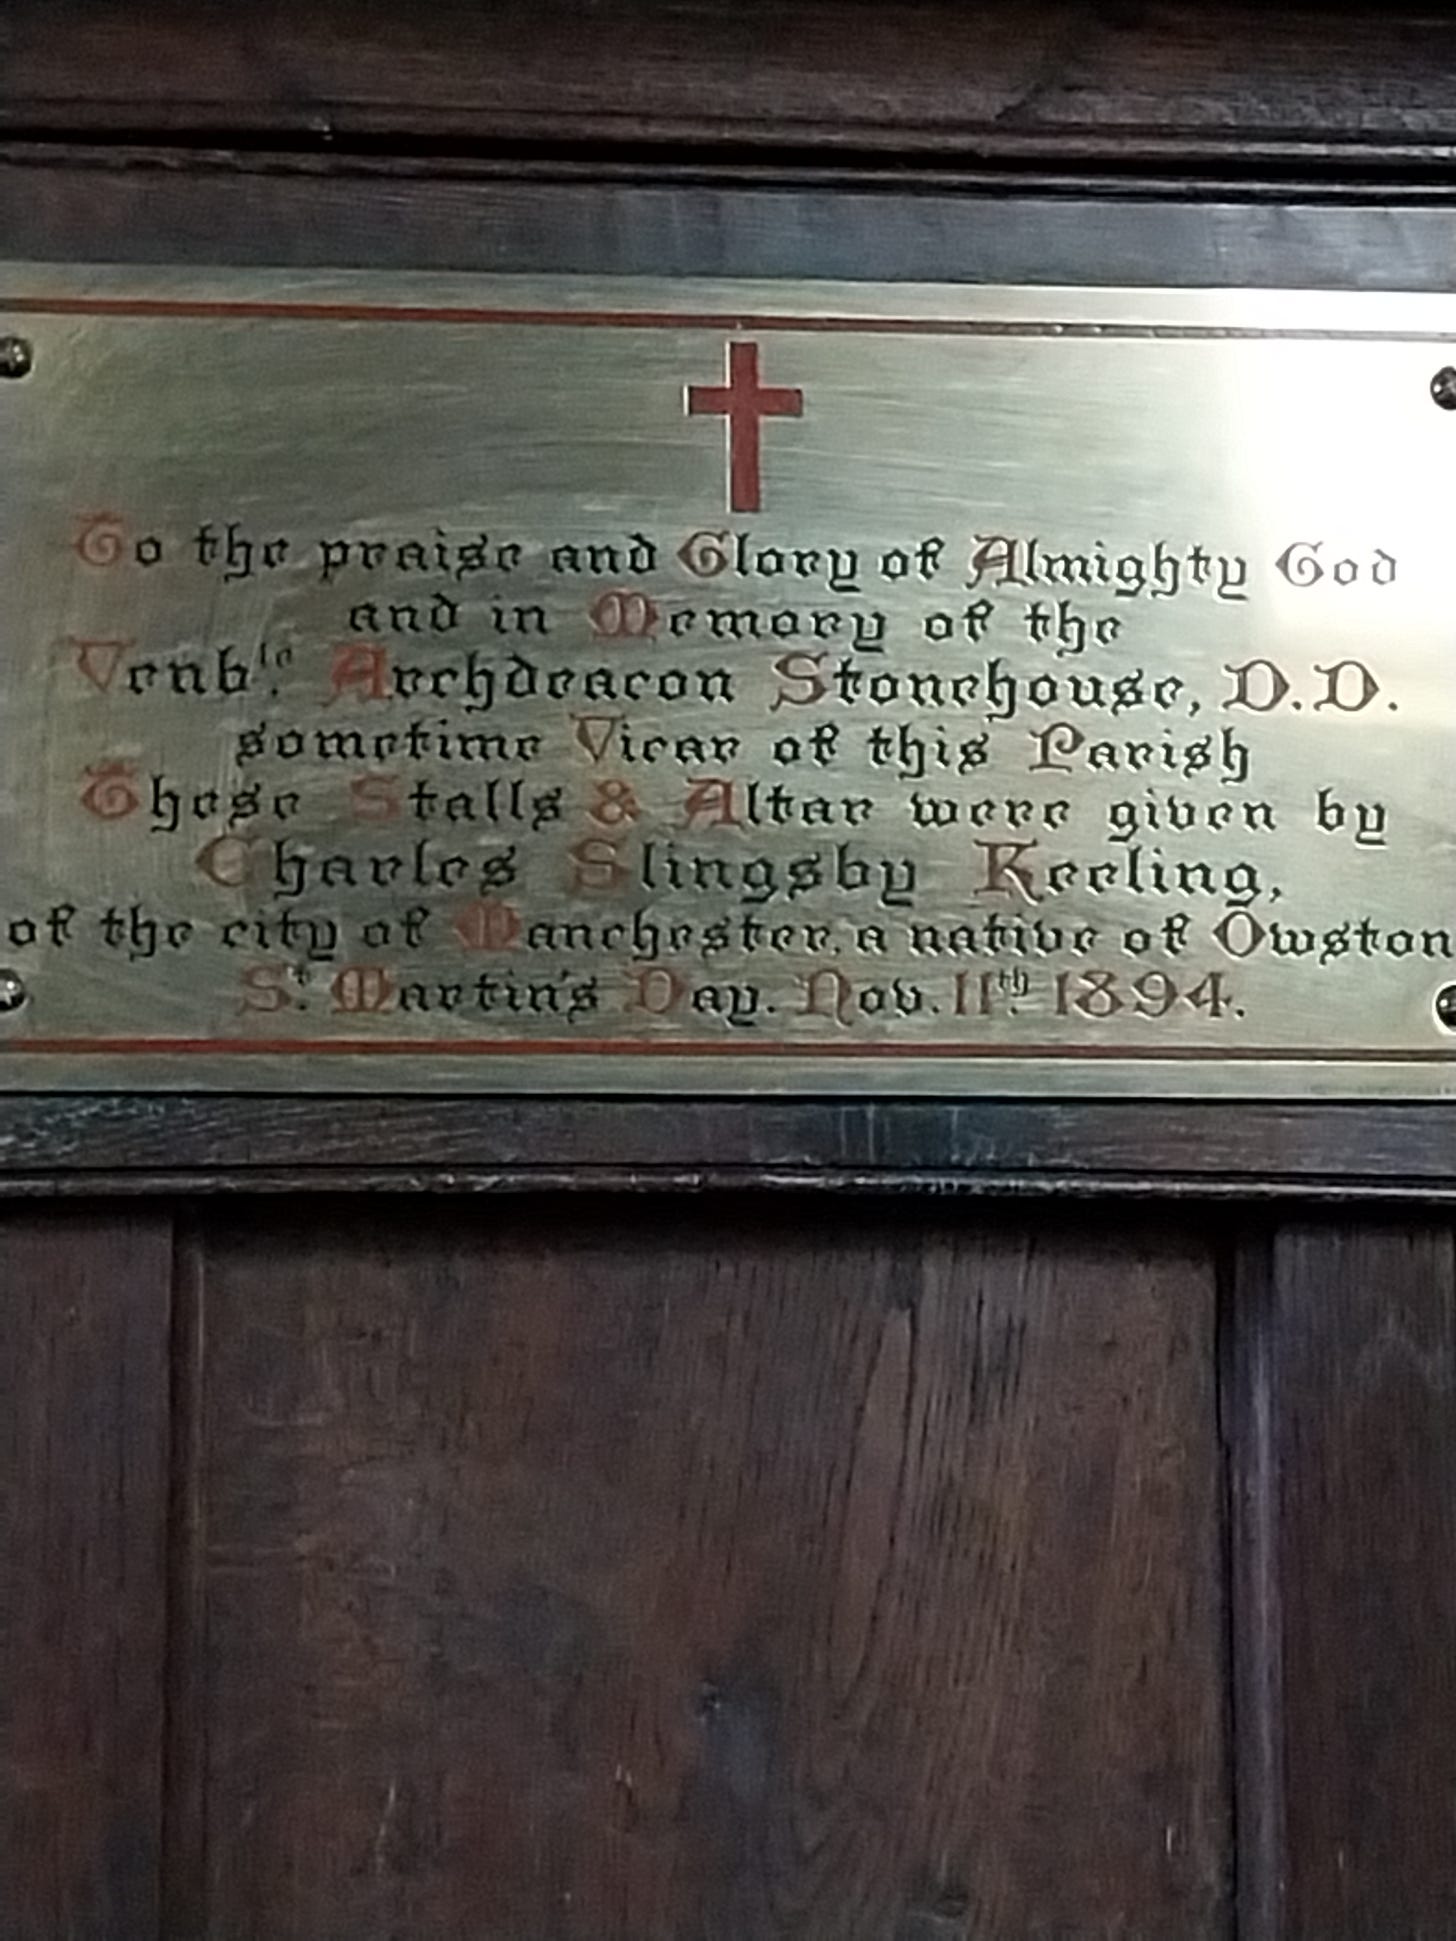 To the praise and Glory of Almighty God
and in Memory of the
Venble. Archdeacon Stonehouse, D.D.
sometime Vicar of this Parish
These Stalls & Altar were given by
Charles Slingsby Keeling,
of the city of Manchester, a native of Owston
St. Martin's Day. Nov. 11th. 1894.